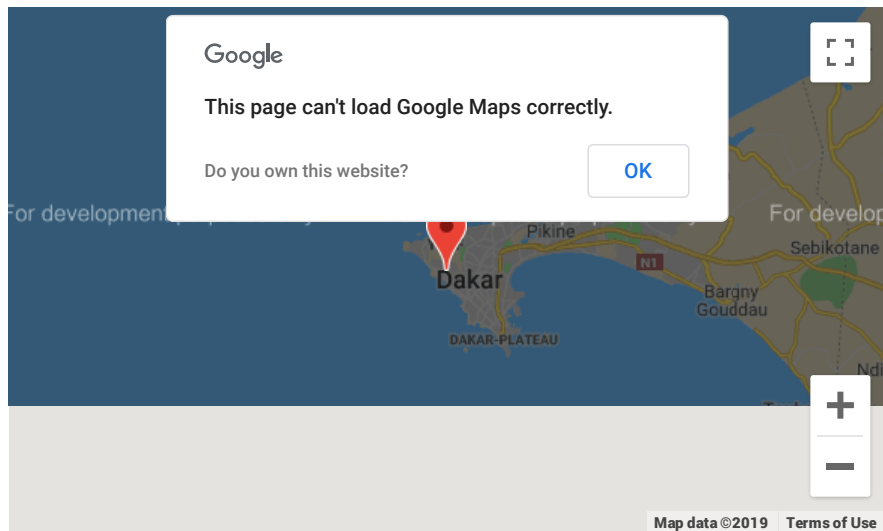 Google
This page can't load Google Maps correctly.
Do you own this website?
OK
For development
For develop
Pikine
Sebikotane
N1
Dakar
Bargny
Gouddau
DAKAR-PLATEAU
Ndi
Map data ©2019
Terms of Use